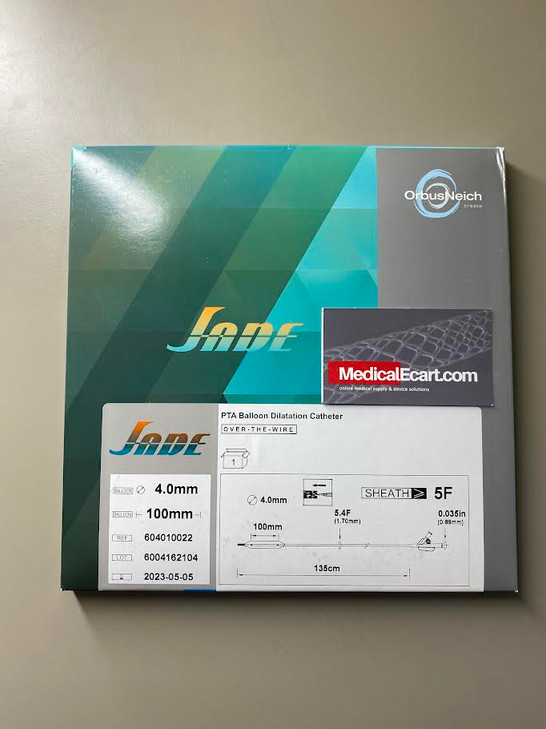 OrbusNeich
create
JADE
MedicalEcart.com
online medical supply & device solutions
JADE
PTA Balloon Dilatation Catheter
OVER-THE-WIRE
1
BALLOON 4.0mm
BALLOON 100mm
REF 604010022
LOT 6004162104
2023-05-05
4.0mm
SHEATH ≥ 5F
5.4F
(1.70mm)
0.035in
(0.89mm)
100mm
135cm